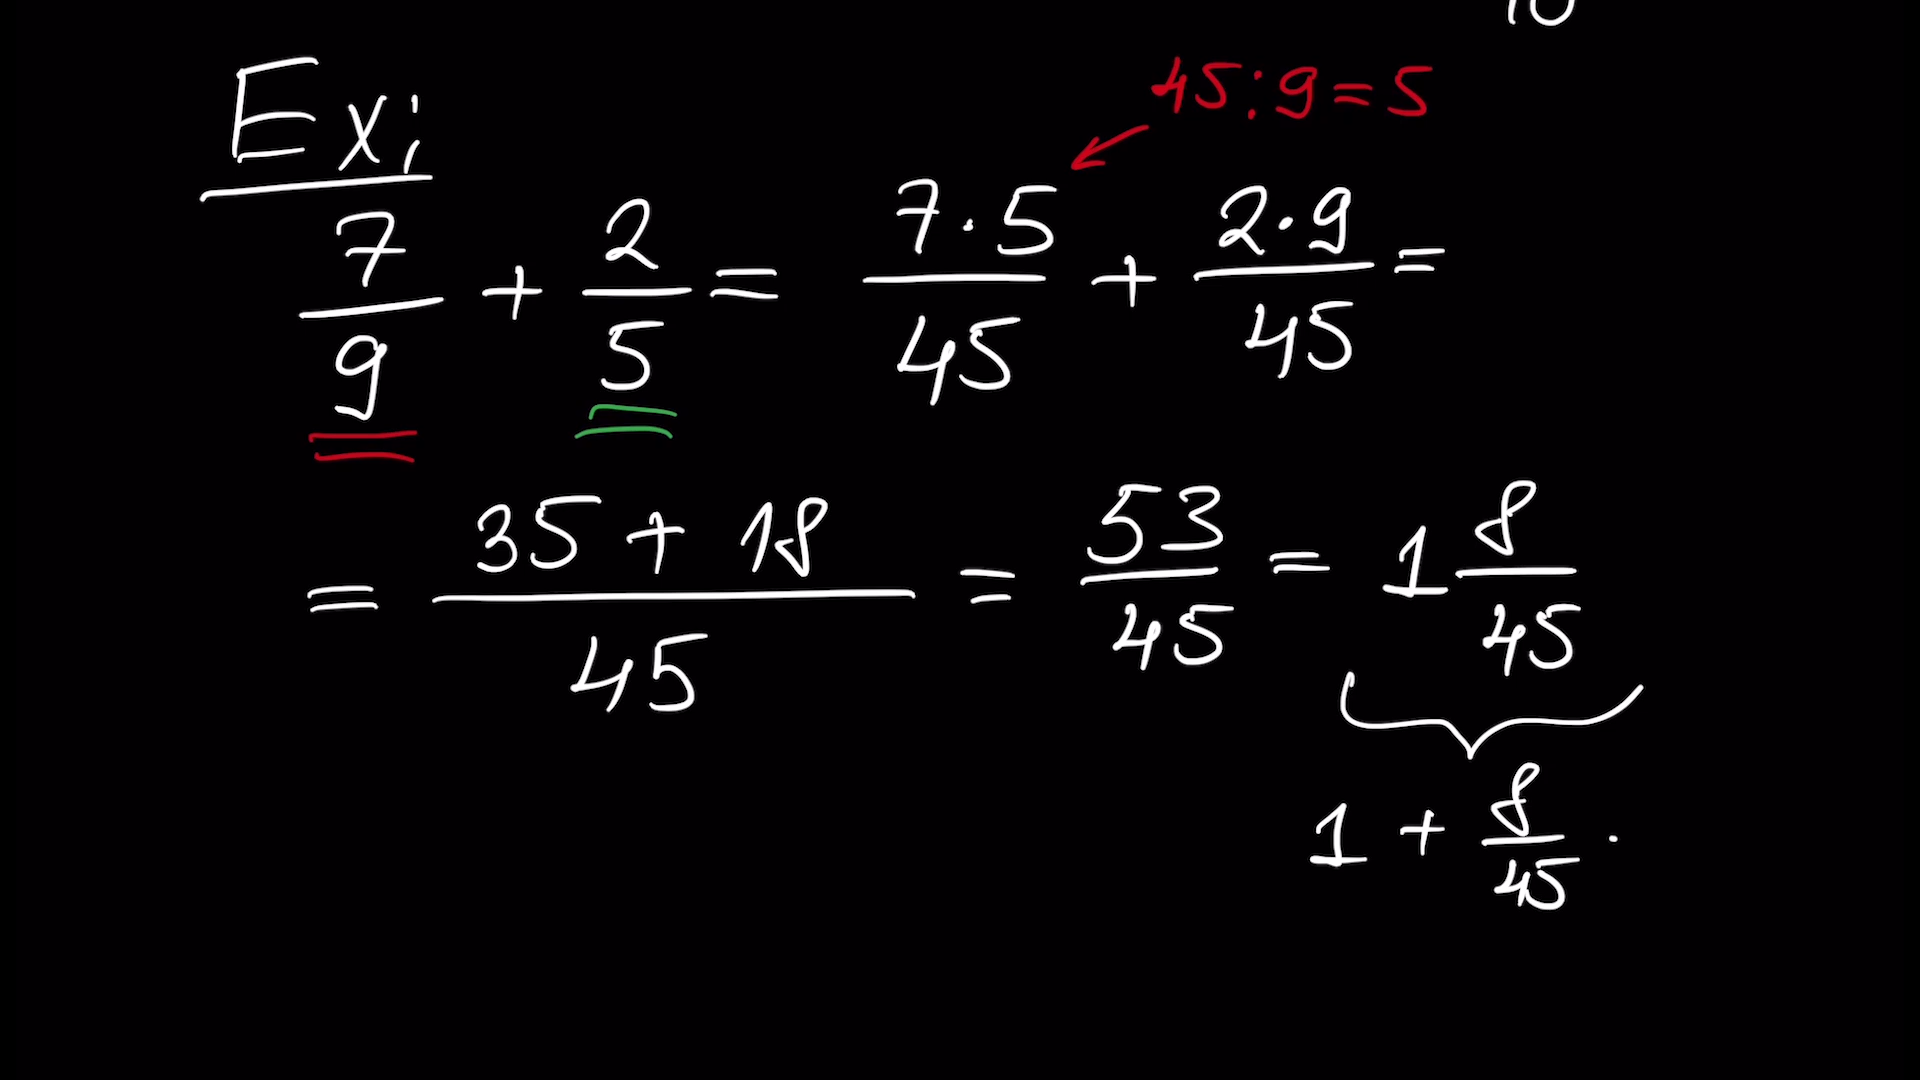 10
45:9=5
Ex;
7/9 + 2/5 = 7·5/45 + 2·9/45 =
= 35+18/45 = 53/45 = 1 8/45
1 + 8/45 .